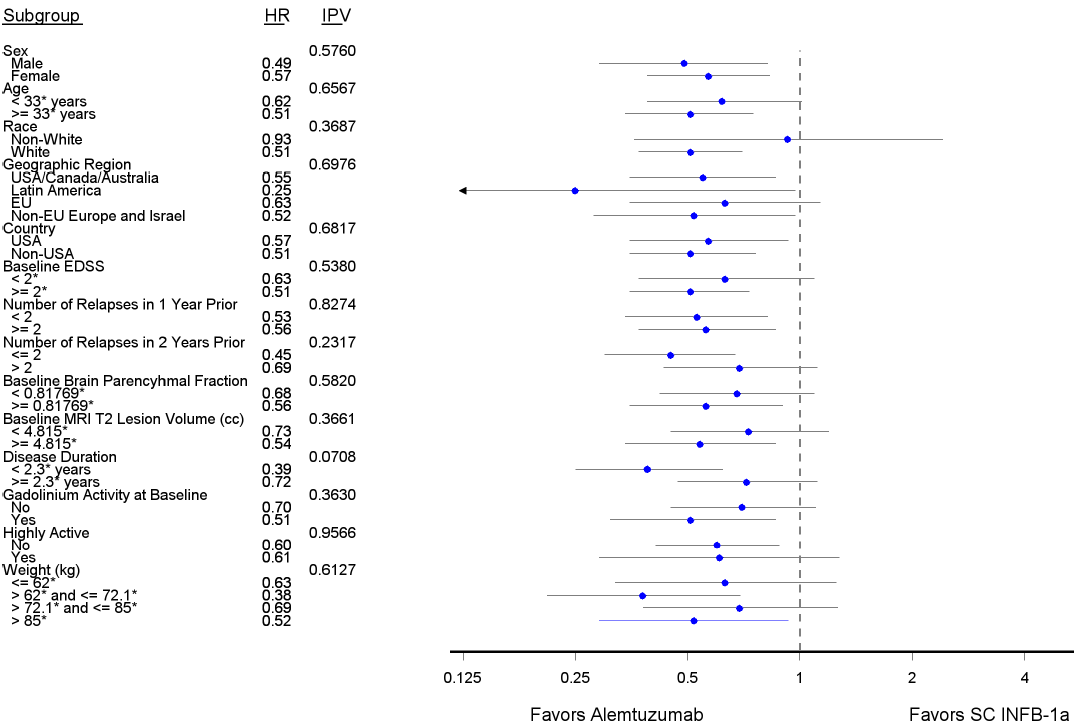 Subgroup HR IPV
Sex 0.5760
Male 0.49
Female 0.57
Age 0.6567
< 33* years 0.62
>= 33* years 0.51
Race 0.3687
Non-White 0.93
White 0.51
Geographic Region 0.6976
USA/Canada/Australia 0.55
Latin America 0.25
EU 0.63
Non-EU Europe and Israel 0.52
Country 0.6817
USA 0.57
Non-USA 0.51
Baseline EDSS 0.5380
< 2* 0.63
>= 2* 0.51
Number of Relapses in 1 Year Prior 0.8274
< 2 0.53
>= 2 0.56
Number of Relapses in 2 Years Prior 0.2317
<= 2 0.45
> 2 0.69
Baseline Brain Parencyhmal Fraction 0.5820
< 0.81769* 0.68
>= 0.81769* 0.56
Baseline MRI T2 Lesion Volume (cc) 0.3661
< 4.815* 0.73
>= 4.815* 0.54
Disease Duration 0.0708
< 2.3* years 0.39
>= 2.3* years 0.72
Gadolinium Activity at Baseline 0.3630
No 0.70
Yes 0.51
Highly Active 0.9566
No 0.60
Yes 0.61
Weight (kg) 0.6127
<= 62* 0.63
> 62* and <= 72.1* 0.38
> 72.1* and <= 85* 0.69
> 85* 0.52
0.125 0.25 0.5 1 2 4
Favors Alemtuzumab Favors SC INFB-1a